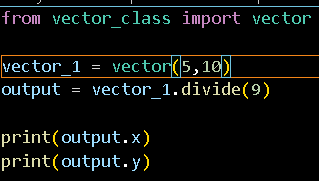 from vector_class import vector
vector_1 = vector(5,10)
output = vector_1.divide(9)
print(output.x)
print(output.y)